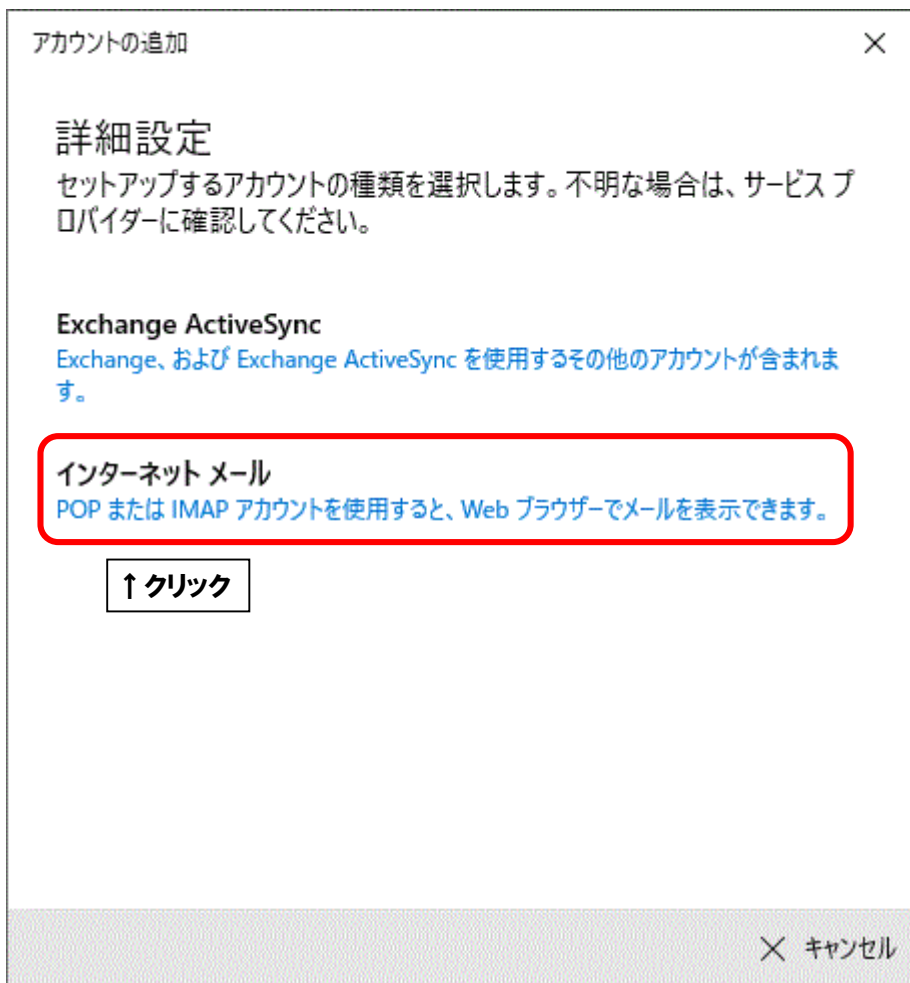 アカウントの追加
詳細設定
セットアップするアカウントの種類を選択します。不明な場合は、サービス プ
ロバイダーに確認してください。
Exchange ActiveSync
Exchange、および Exchange ActiveSync を使用するその他のアカウントが含まれま
す。
インターネット メール
POP または IMAP アカウントを使用すると、Web ブラウザーでメールを表示できます。
↑クリック
キャンセル